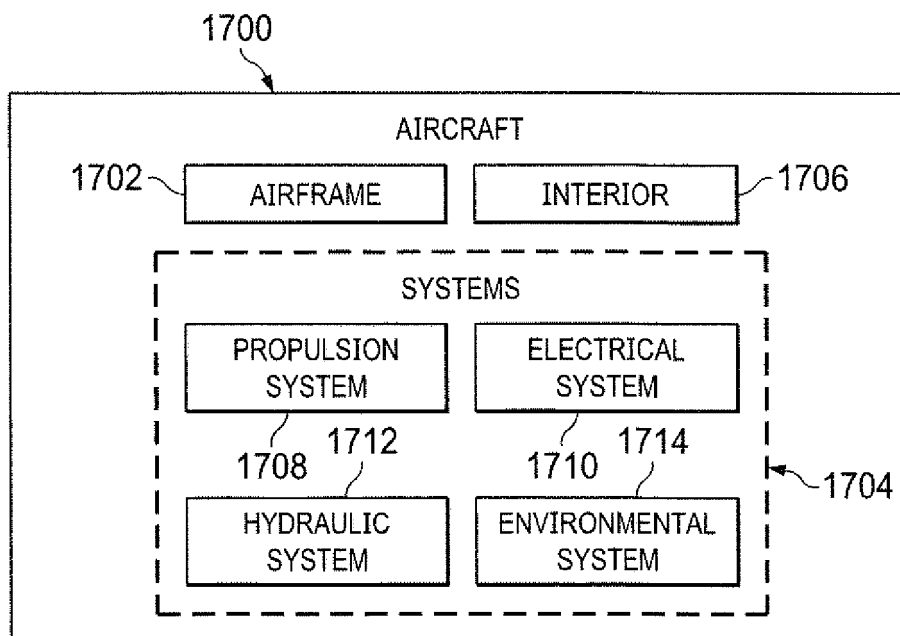 1700
AIRCRAFT
1702
AIRFRAME
INTERIOR
1706
SYSTEMS
PROPULSION
SYSTEM
ELECTRICAL
SYSTEM
1708
1712
1710
1714
1704
HYDRAULIC
SYSTEM
ENVIRONMENTAL
SYSTEM